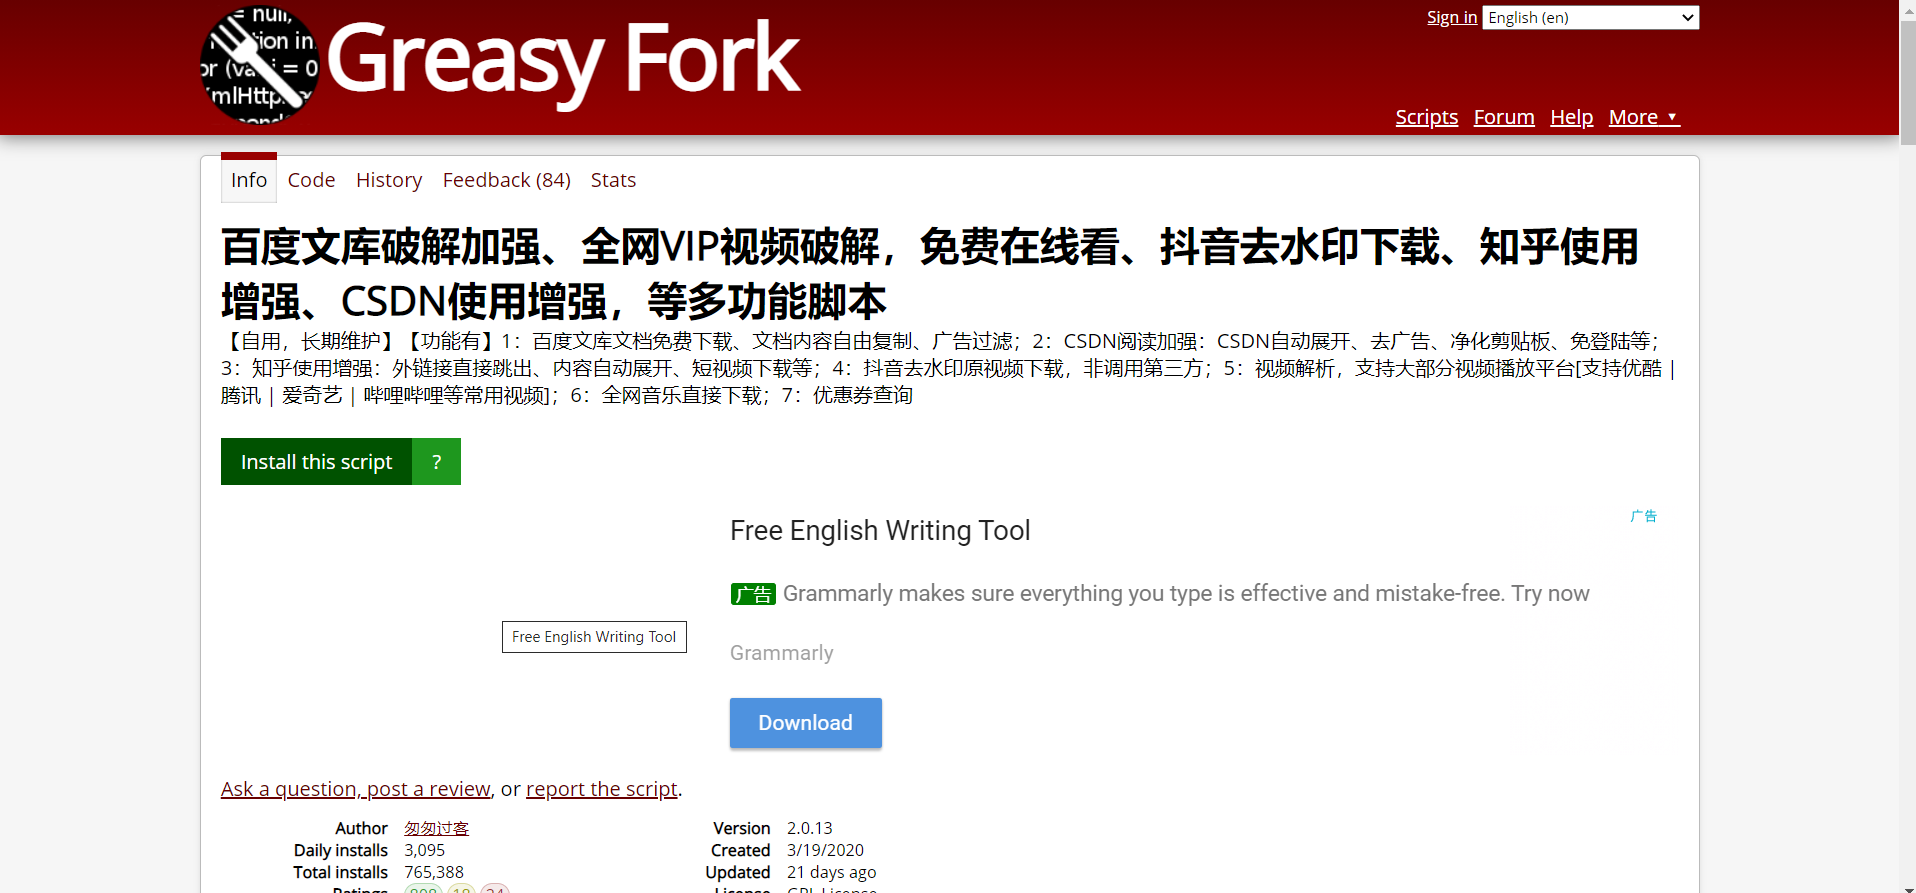 = null,
ion in
or (va i = 0
mlHttp
Greasy Fork
Sign in English (en)
Scripts Forum Help More ▼
Info Code History Feedback (84) Stats
百度文库破解加强、全网VIP视频破解，免费在线看、抖音去水印下载、知乎使用
增强、CSDN使用增强，等多功能脚本
【自用，长期维护】【功能有】1：百度文库文档免费下载、文档内容自由复制、广告过滤；2：CSDN阅读加强：CSDN自动展开、去广告、净化剪贴板、免登陆等；
3：知乎使用增强：外链接直接跳出、内容自动展开、短视频下载等；4：抖音去水印原视频下载，非调用第三方；5：视频解析，支持大部分视频播放平台[支持优酷 |
腾讯 | 爱奇艺 | 哔哩哔哩等常用视频]；6：全网音乐直接下载；7：优惠券查询
Install this script ?
Free English Writing Tool
广告
广告 Grammarly makes sure everything you type is effective and mistake-free. Try now
Free English Writing Tool
Grammarly
Download
Ask a question, post a review, or report the script.
Author 匆匆过客 Version 2.0.13
Daily installs 3,095 Created 3/19/2020
Total installs 765,388 Updated 21 days ago
Ratings License GPL License